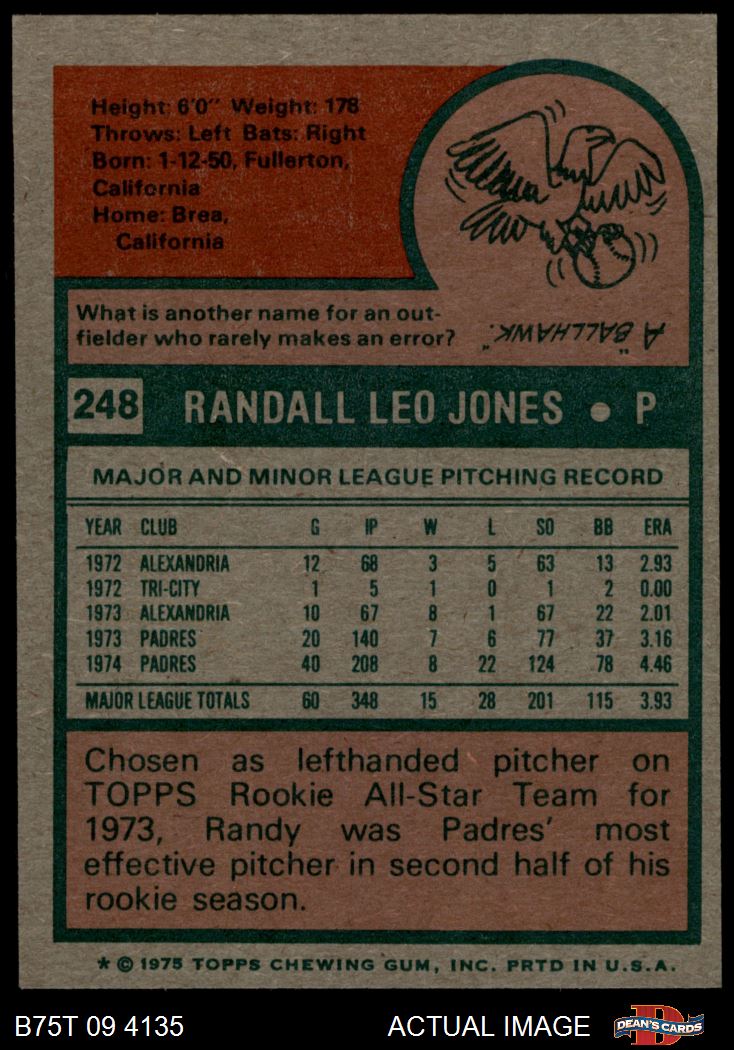 Height: 6'0" Weight: 178
Throws: Left Bats: Right
Born: 1-12-50, Fullerton,
California
Home: Brea,
California
What is another name for an out-
fielder who rarely makes an error?
A "BALLHAWK."
248 RANDALL LEO JONES ● P
MAJOR AND MINOR LEAGUE PITCHING RECORD
YEAR CLUB G IP W L SO BB ERA
1972 ALEXANDRIA 12 68 3 5 63 13 2.93
1972 TRI-CITY 1 5 1 0 1 2 0.00
1973 ALEXANDRIA 10 67 8 1 67 22 2.01
1973 PADRES 20 140 7 6 77 37 3.16
1974 PADRES 40 208 8 22 124 78 4.46
MAJOR LEAGUE TOTALS 60 348 15 28 201 115 3.93
Chosen as lefthanded pitcher on
TOPPS Rookie All-Star Team for
1973, Randy was Padres' most
effective pitcher in second half of his
rookie season.
* © 1975 TOPPS CHEWING GUM, INC. PRTD IN U.S.A.
B75T 09 4135 ACTUAL IMAGE D DEAN'S CARDS